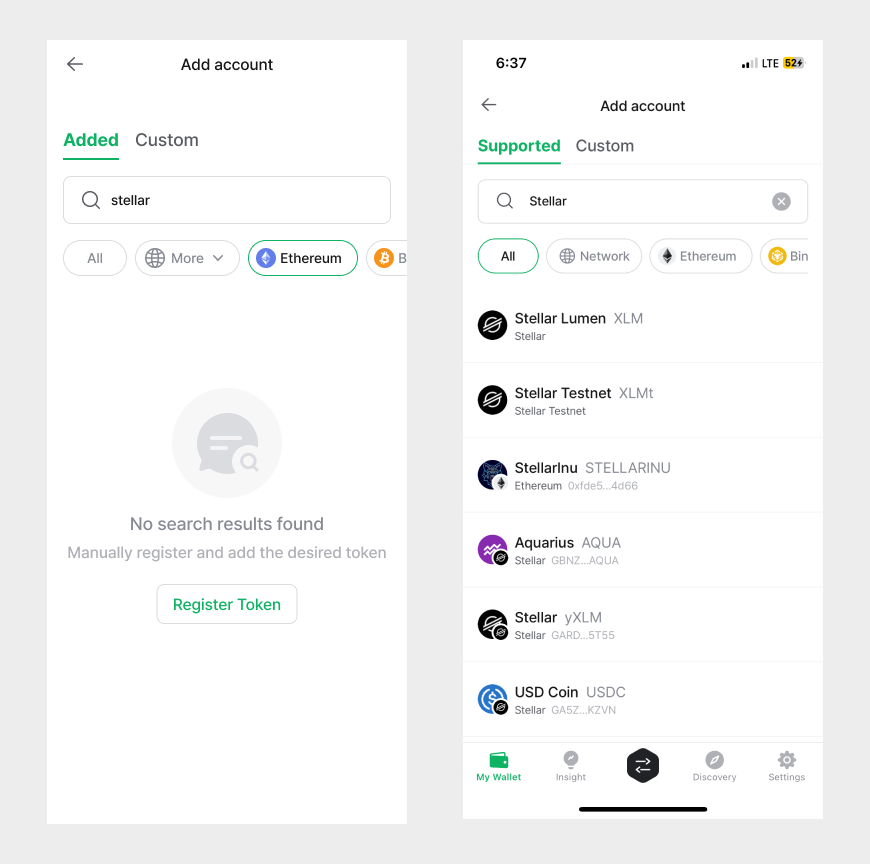 Add account
Added Custom
stellar
All More Ethereum B
No search results found
Manually register and add the desired token
Register Token
6:37 LTE 52
Add account
Supported Custom
Stellar
All Network Ethereum Bin
Stellar Lumen XLM
Stellar
Stellar Testnet XLMt
Stellar Testnet
StellarInu STELLARINU
Ethereum 0xfde5...4d66
Aquarius AQUA
Stellar GBNZ...AQUA
Stellar yXLM
Stellar GARD...5T55
USD Coin USDC
Stellar GA5Z...KZVN
My Wallet Insight Discovery Settings